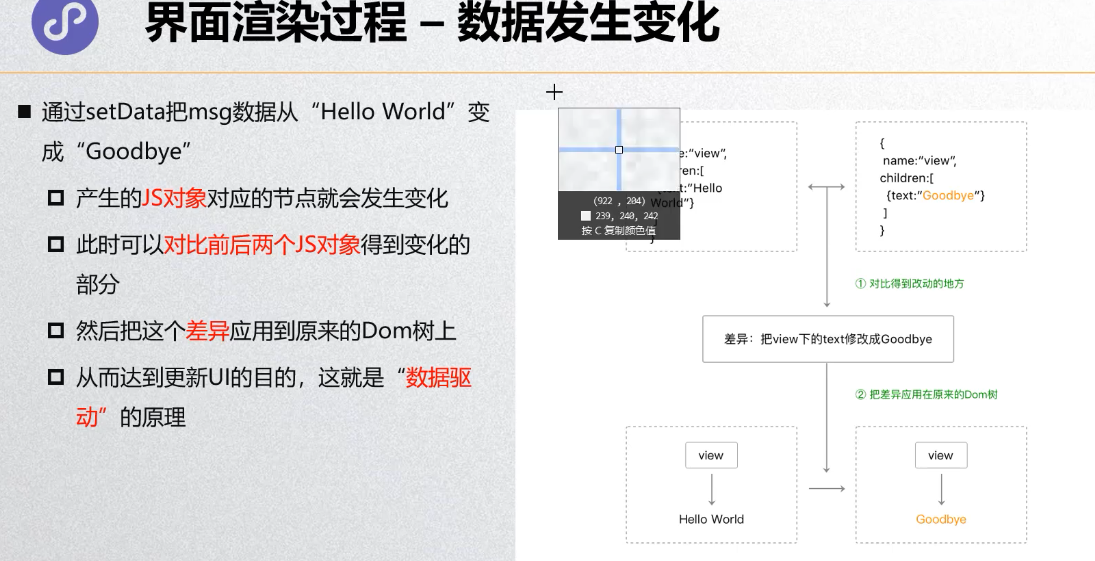 界面渲染过程 – 数据发生变化
通过setData把msg数据从“Hello World”变
成“Goodbye”
产生的JS对象对应的节点就会发生变化
此时可以对比前后两个JS对象得到变化的
部分
然后把这个差异应用到原来的Dom树上
从而达到更新UI的目的，这就是“数据驱
动”的原理
e:“view”,
en:[
{text:“Hello
World”}
}
(922 , 204)
239, 240, 242
按 C 复制颜色值
{
name:“view”,
children:[
{text:“Goodbye”}
]
}
① 对比得到改动的地方
差异：把view下的text修改成Goodbye
② 把差异应用在原来的Dom树
view
Hello World
view
Goodbye